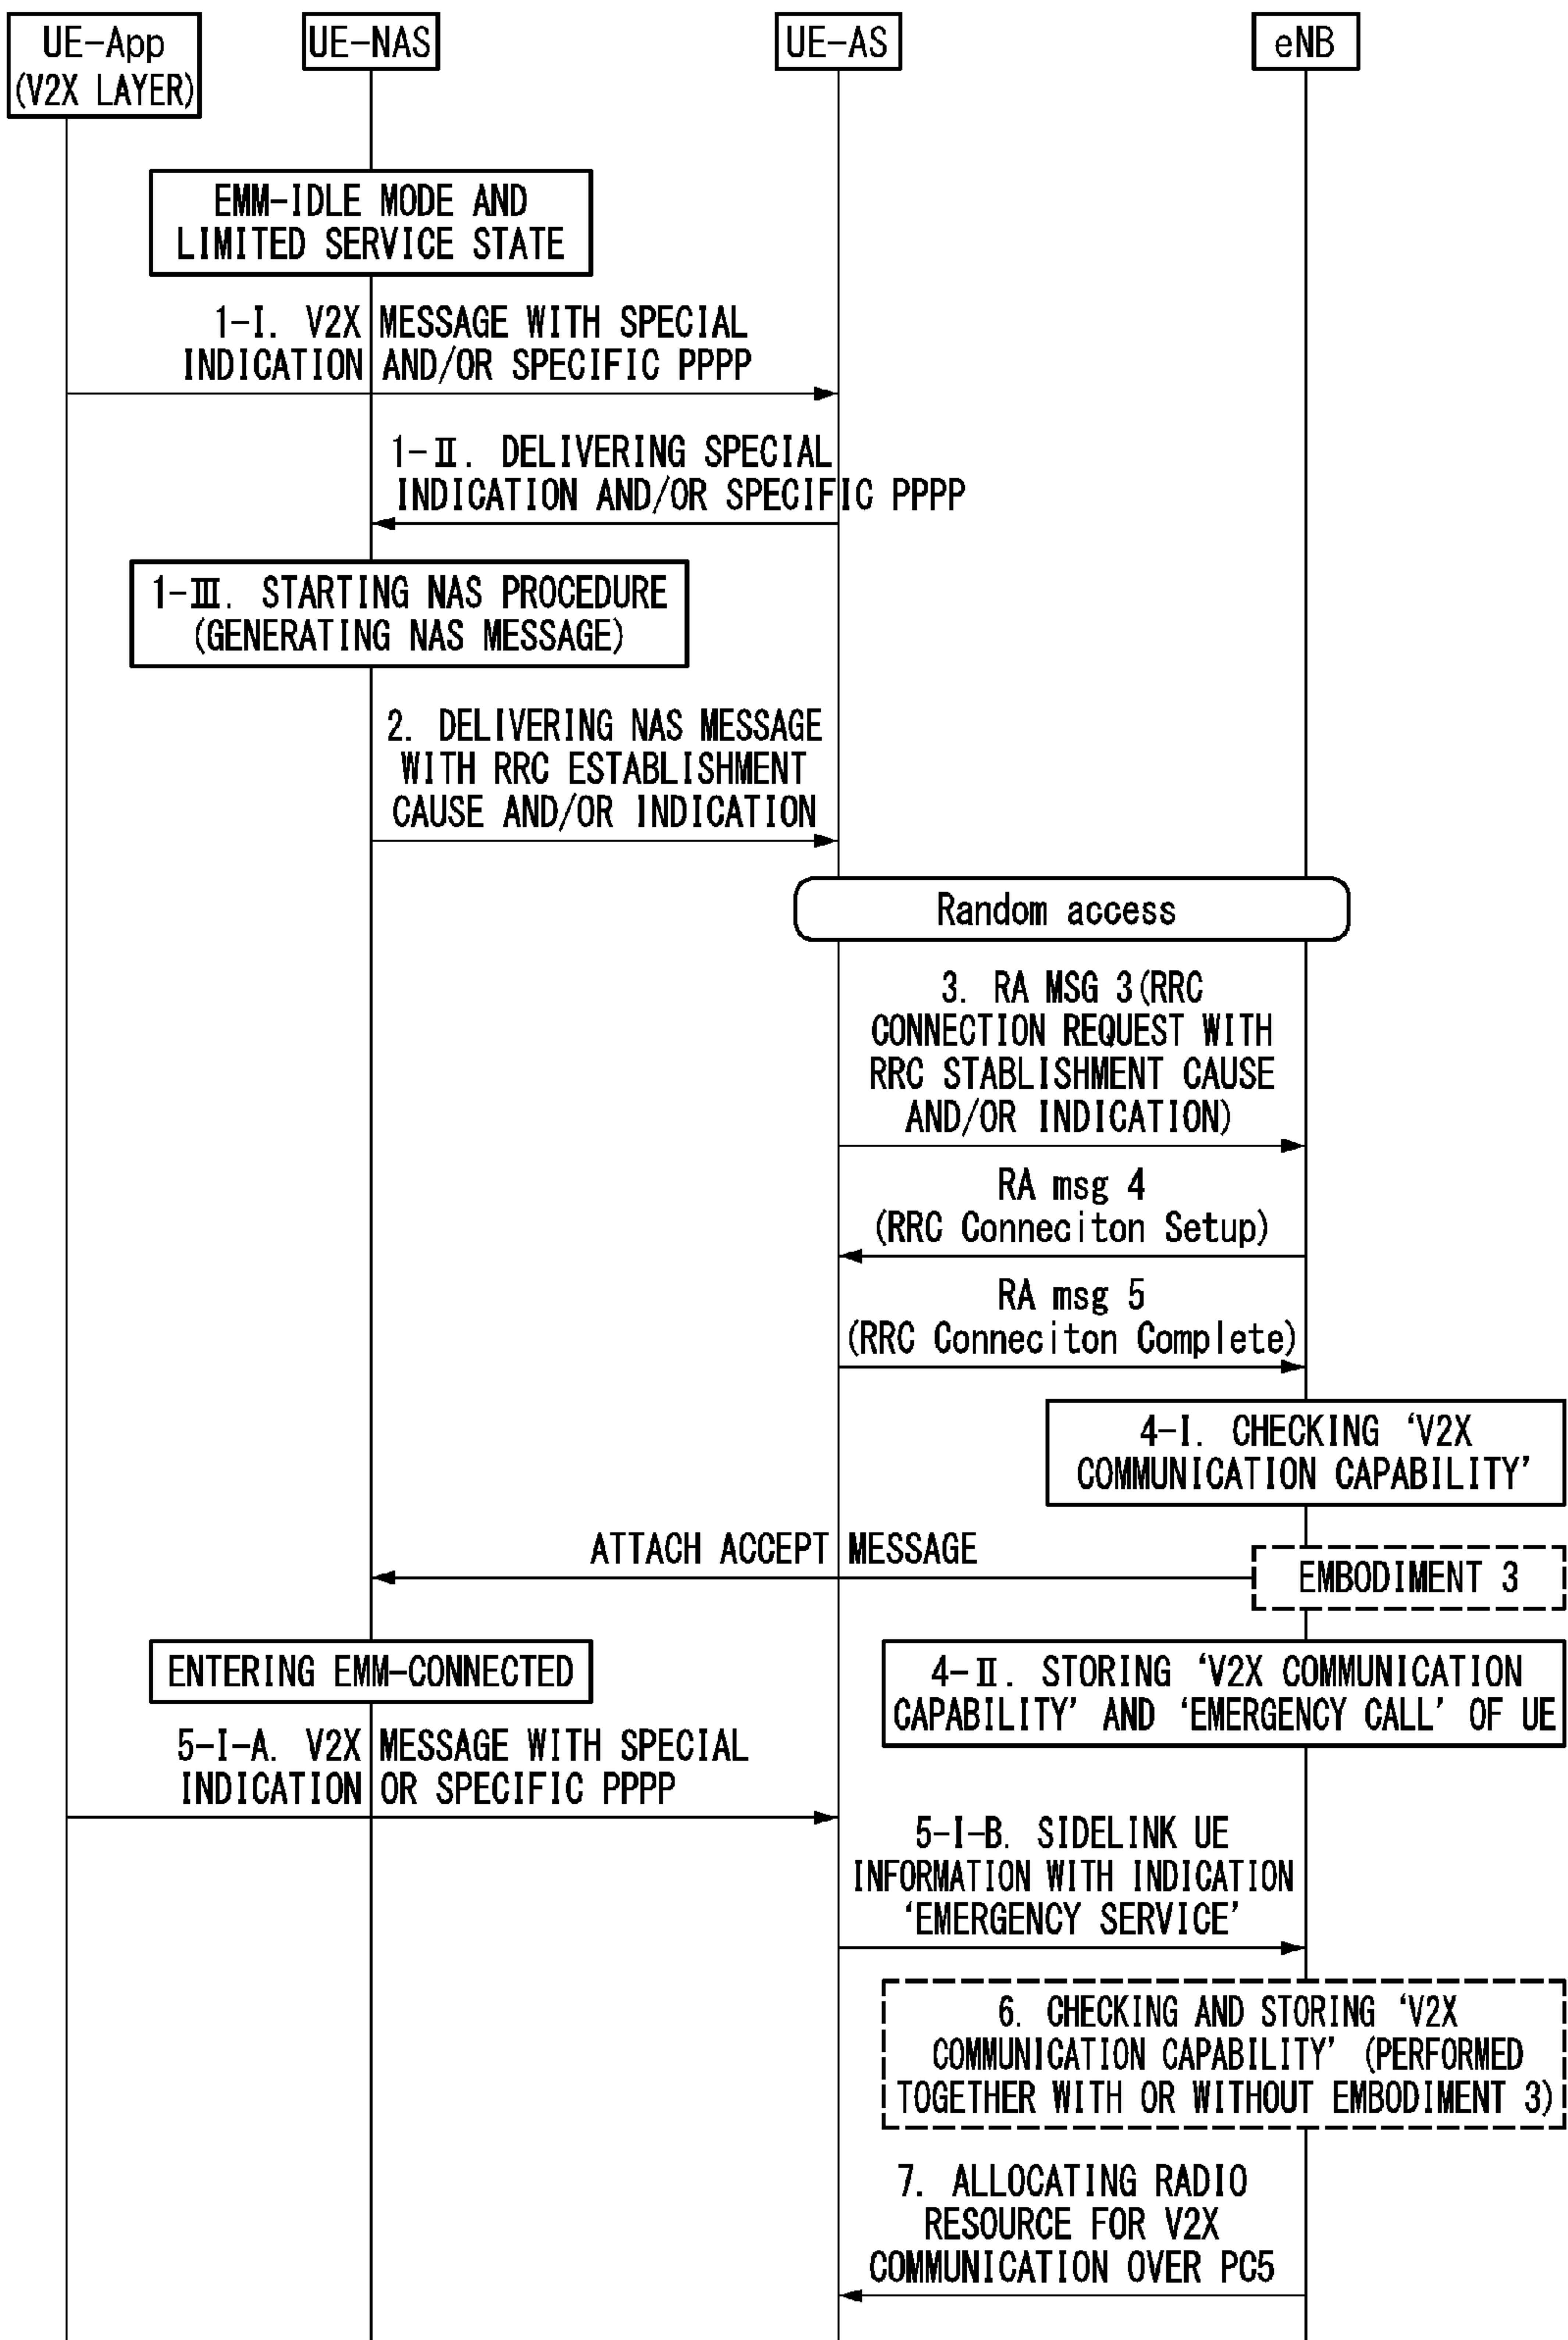 UE-App
(V2X LAYER)
UE-NAS
UE-AS
eNB
EMM-IDLE MODE AND
LIMITED SERVICE STATE
1-I. V2X MESSAGE WITH SPECIAL
INDICATION AND/OR SPECIFIC PPPP
1-Ⅱ. DELIVERING SPECIAL
INDICATION AND/OR SPECIFIC PPPP
1-Ⅲ. STARTING NAS PROCEDURE
(GENERATING NAS MESSAGE)
2. DELIVERING NAS MESSAGE
WITH RRC ESTABLISHMENT
CAUSE AND/OR INDICATION
Random access
3. RA MSG 3(RRC
CONNECTION REQUEST WITH
RRC STABLISHMENT CAUSE
AND/OR INDICATION)
RA msg 4
(RRC Conneciton Setup)
RA msg 5
(RRC Conneciton Complete)
4-I. CHECKING ‘V2X
COMMUNICATION CAPABILITY’
ATTACH ACCEPT MESSAGE
EMBODIMENT 3
ENTERING EMM-CONNECTED
4-Ⅱ. STORING ‘V2X COMMUNICATION
CAPABILITY’ AND ‘EMERGENCY CALL’ OF UE
5-I-A. V2X MESSAGE WITH SPECIAL
INDICATION OR SPECIFIC PPPP
5-I-B. SIDELINK UE
INFORMATION WITH INDICATION
‘EMERGENCY SERVICE’
6. CHECKING AND STORING ‘V2X
COMMUNICATION CAPABILITY’ (PERFORMED
TOGETHER WITH OR WITHOUT EMBODIMENT 3)
7. ALLOCATING RADIO
RESOURCE FOR V2X
COMMUNICATION OVER PC5